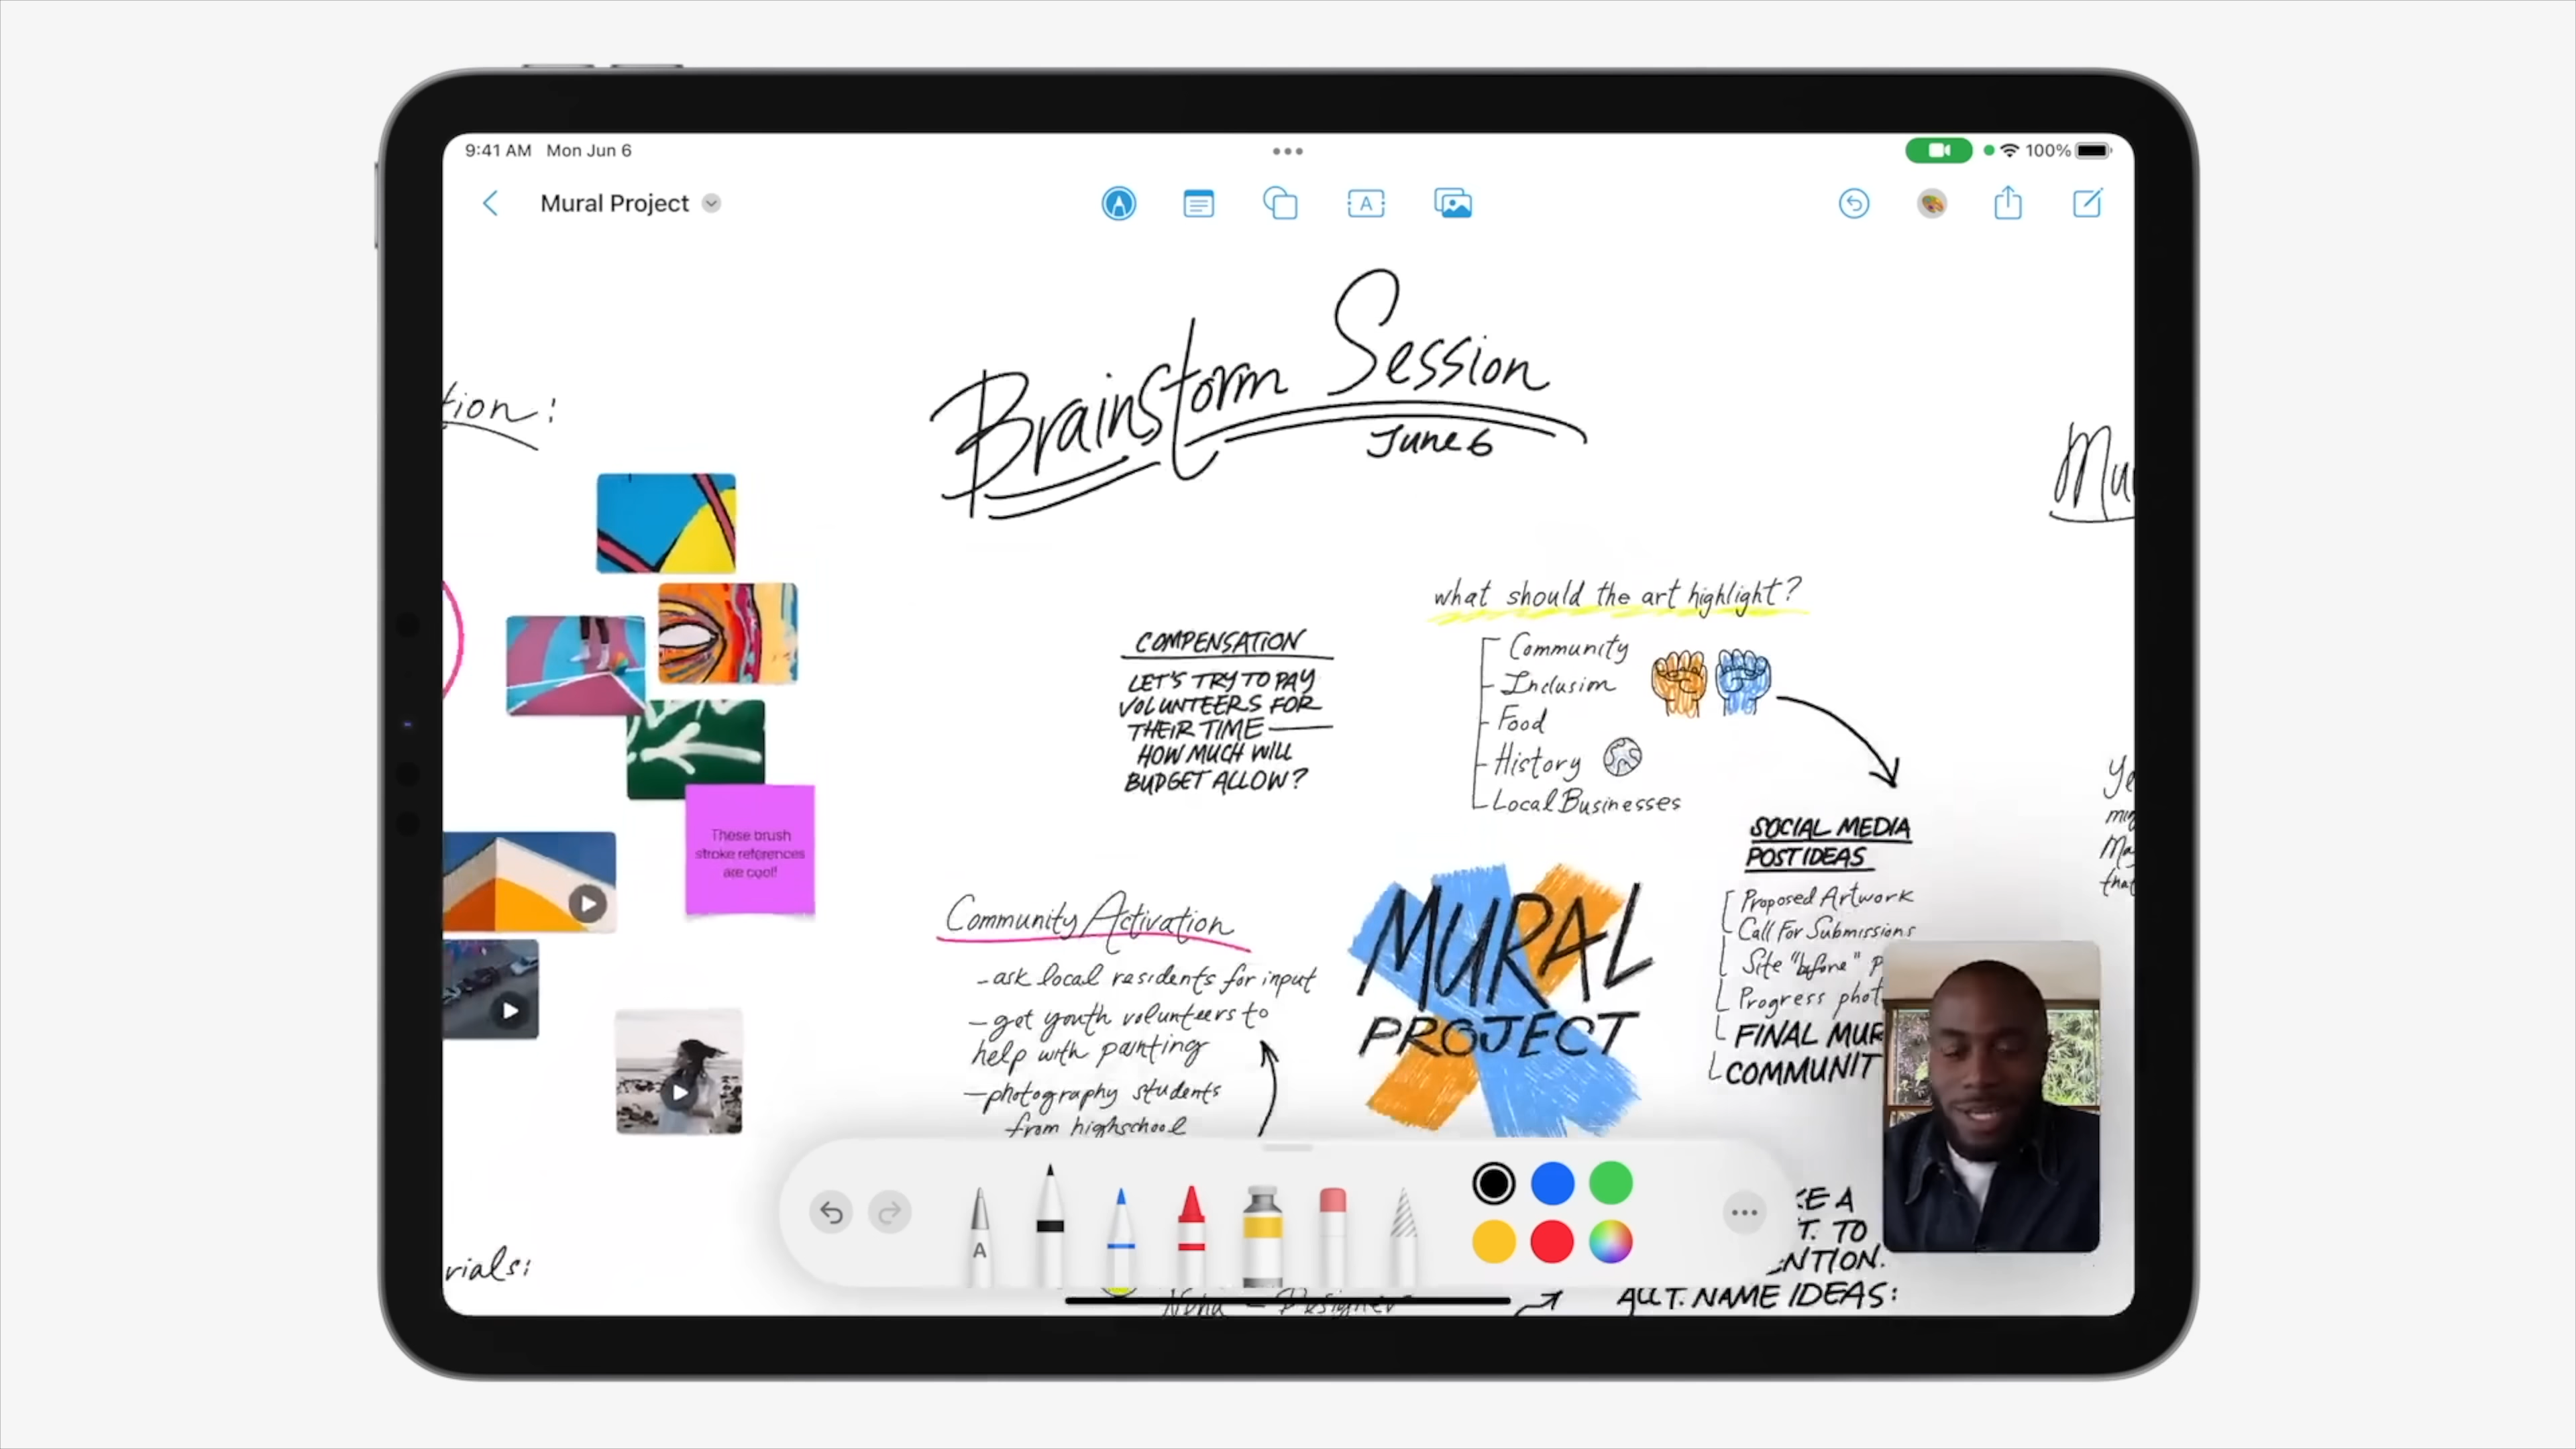 9:41 AM Mon Jun 6
100%
Mural Project
A
Brainstorm Session
June 6
tion:
what should the art highlight?
Community
Inclusion
Food
History
Local Businesses
COMPENSATION
LET'S TRY TO PAY
VOLUNTEERS FOR
THEIR TIME —
HOW MUCH WILL
BUDGET ALLOW?
These brush
stroke references
are cool!
SOCIAL MEDIA
POST IDEAS
Proposed Artwork
Call For Submissions
Site "before" p
Progress phot
FINAL MUR
COMMUNIT
Community Activation
- ask local residents for input
- get youth volunteers to
help with painting
- photography students
from highschool
MURAL
PROJECT
A
KE A
T. TO
NTION.
ALT. NAME IDEAS:
rials:
Designer